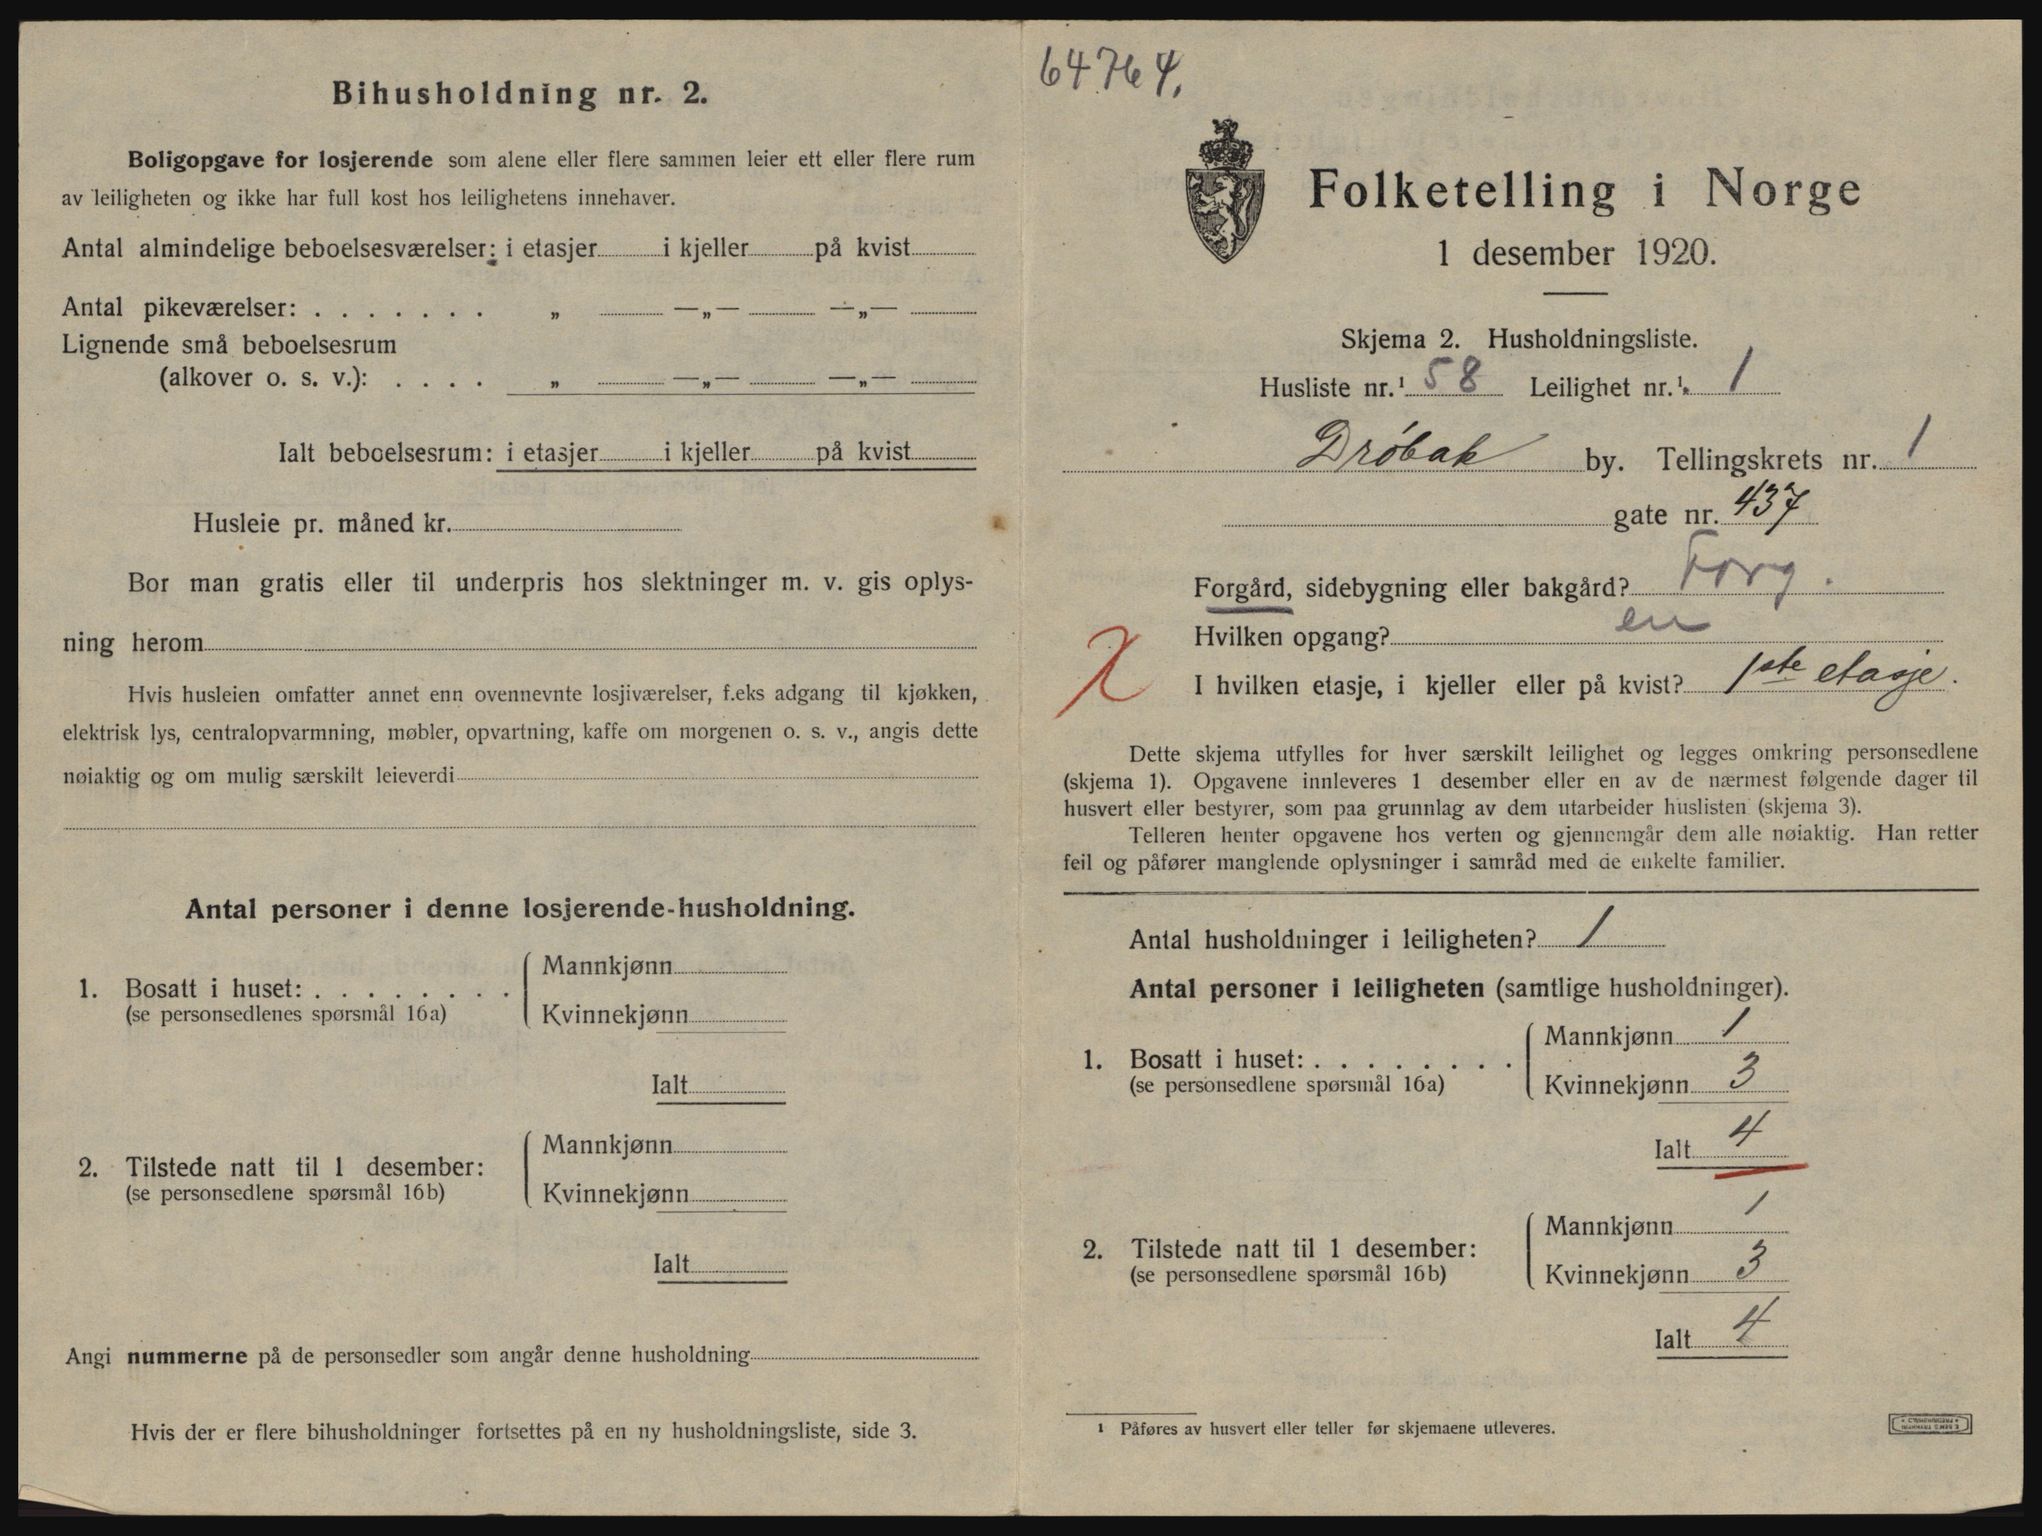 Bihusholdning nr. 2.
Boligopgave for losjerende som alene eller flere sammen leier ett eller flere rum
av leiligheten og ikke har full kost hos leilighetens innehaver.
Antal almindelige beboelsesværelser: i etasjer i kjeller på kvist
Antal pikeværelser: . . . . . . . „ —„— —„—
Lignende små beboelsesrum
(alkover o. s. v.): . . . . „ —„— —„—
Ialt beboelsesrum: i etasjer i kjeller på kvist
Husleie pr. måned kr.
Bor man gratis eller til underpris hos slektninger m. v. gis oplys-
ning herom
Hvis husleien omfatter annet enn ovennevnte losjiværelser, f.eks adgang til kjøkken,
elektrisk lys, centralopvarmning, møbler, opvartning, kaffe om morgenen o. s. v., angis dette
nøiaktig og om mulig særskilt leieverdi
Antal personer i denne losjerende-husholdning.
1. Bosatt i huset: . . . . . . . .
(se personsedlenes spørsmål 16a)
Mannkjønn
Kvinnekjønn
Ialt
2. Tilstede natt til 1 desember:
(se personsedlene spørsmål 16b)
Mannkjønn
Kvinnekjønn
Ialt
Angi nummerne på de personsedler som angår denne husholdning
Hvis der er flere bihusholdninger fortsettes på en ny husholdningsliste, side 3.
64764.
Folketelling i Norge
1 desember 1920.
Skjema 2. Husholdningsliste.
Husliste nr.¹ 58 Leilighet nr.¹ 1
Drøbak by. Tellingskrets nr. 1
gate nr. 437
Forgård, sidebygning eller bakgård? Forg.
Hvilken opgang? en
X
I hvilken etasje, i kjeller eller på kvist? 1ste etasje.
Dette skjema utfylles for hver særskilt leilighet og legges omkring personsedlene
(skjema 1). Opgavene innleveres 1 desember eller en av de nærmest følgende dager til
husvert eller bestyrer, som paa grunnlag av dem utarbeider huslisten (skjema 3).
Telleren henter opgavene hos verten og gjennemgår dem alle nøiaktig. Han retter
feil og påfører manglende oplysninger i samråd med de enkelte familier.
Antal husholdninger i leiligheten? 1
Antal personer i leiligheten (samtlige husholdninger).
1. Bosatt i huset: . . . . . . . .
(se personsedlene spørsmål 16a)
Mannkjønn 1
Kvinnekjønn 3
Ialt 4
2. Tilstede natt til 1 desember:
(se personsedlene spørsmål 16b)
Mannkjønn 1
Kvinnekjønn 3
Ialt 4
¹ Påføres av husvert eller teller før skjemaene utleveres.